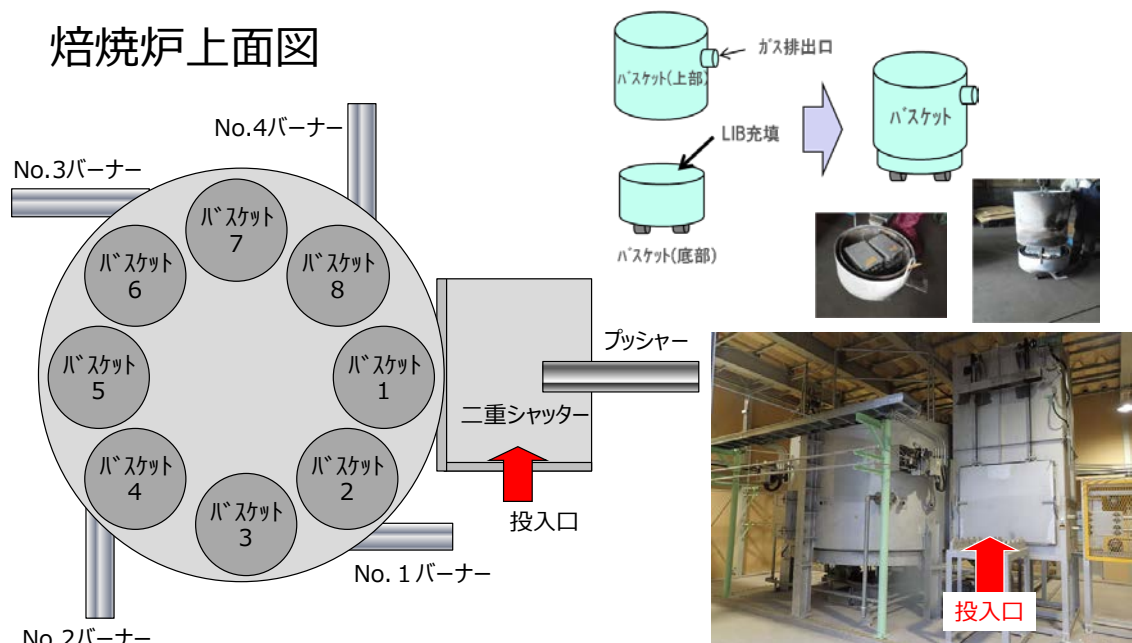 焙焼炉上面図
No.4バーナー
No.3バーナー
バスケット
7
バスケット
6
バスケット
8
バスケット
5
バスケット
1
バスケット
4
バスケット
2
バスケット
3
プッシャー
二重シャッター
投入口
No.1バーナー
No.2バーナー
ガス排出口
バスケット(上部)
LIB充填
バスケット(底部)
バスケット
投入口